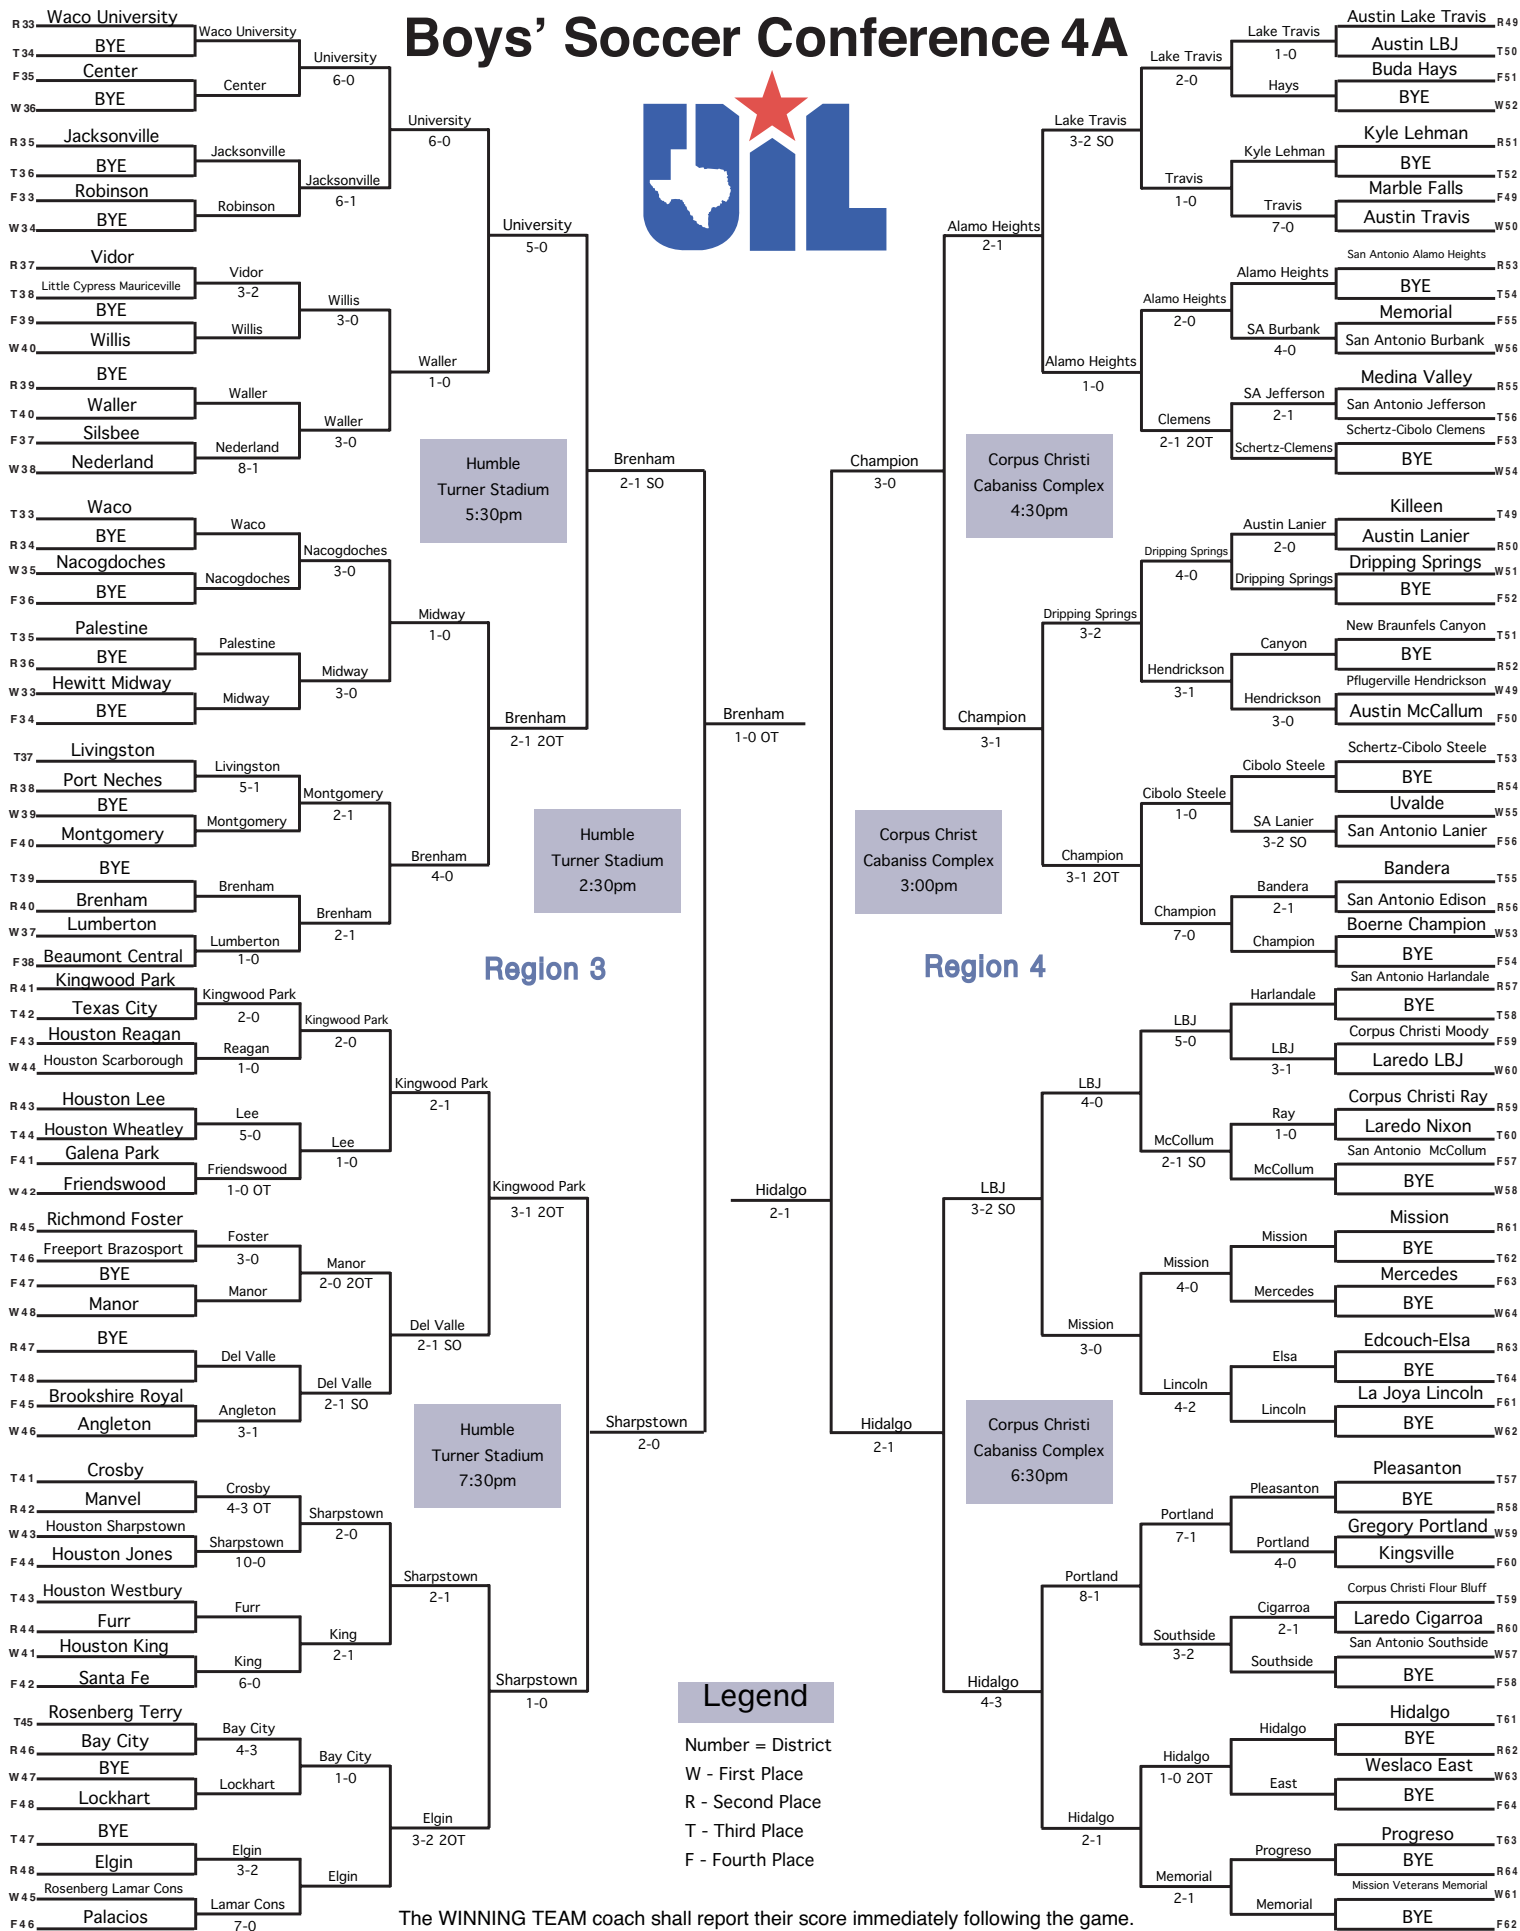 Boys' Soccer Conference 4A
UIL
R33 Waco University
T34 BYE
F35 Center
W36 BYE
R35 Jacksonville
T36 BYE
F33 Robinson
W34 BYE
R37 Vidor
T38 Little Cypress Mauriceville
F39 BYE
W40 Willis
R39 BYE
T40 Waller
F37 Silsbee
W38 Nederland
T33 Waco
R34 BYE
W35 Nacogdoches
F36 BYE
T35 Palestine
R36 BYE
W33 Hewitt Midway
F34 BYE
T37 Livingston
R38 Port Neches
W39 BYE
F40 Montgomery
T39 BYE
R40 Brenham
W37 Lumberton
F38 Beaumont Central
R41 Kingwood Park
T42 Texas City
F43 Houston Reagan
W44 Houston Scarborough
R43 Houston Lee
T44 Houston Wheatley
F41 Galena Park
W42 Friendswood
R45 Richmond Foster
T46 Freeport Brazosport
F47 BYE
W48 Manor
R47 BYE
T48
F45 Brookshire Royal
W46 Angleton
T41 Crosby
R42 Manvel
W43 Houston Sharpstown
F44 Houston Jones
T43 Houston Westbury
R44 Furr
W41 Houston King
F42 Santa Fe
T45 Rosenberg Terry
R46 Bay City
W47 BYE
F48 Lockhart
T47 BYE
R48 Elgin
W45 Rosenberg Lamar Cons
F46 Palacios
Waco University
Center
Jacksonville
Robinson
Vidor
3-2
Willis
Waller
Nederland
8-1
Waco
Nacogdoches
Palestine
Midway
Livingston
5-1
Montgomery
Brenham
Lumberton
1-0
Kingwood Park
2-0
Reagan
1-0
Lee
5-0
Friendswood
1-0 OT
Foster
3-0
Manor
Del Valle
Angleton
3-1
Crosby
4-3 OT
Sharpstown
10-0
Furr
King
6-0
Bay City
4-3
Lockhart
Elgin
3-2
Lamar Cons
7-0
University
6-0
Jacksonville
6-1
Willis
3-0
Waller
3-0
Nacogdoches
3-0
Midway
3-0
Montgomery
2-1
Brenham
2-1
Kingwood Park
2-0
Lee
1-0
Manor
2-0 2OT
Del Valle
2-1 SO
Sharpstown
2-0
King
2-1
Bay City
1-0
Elgin
University
6-0
Waller
1-0
Midway
1-0
Brenham
4-0
Kingwood Park
2-1
Del Valle
2-1 SO
Sharpstown
2-1
Elgin
3-2 2OT
University
5-0
Brenham
2-1 2OT
Kingwood Park
3-1 2OT
Sharpstown
1-0
Humble
Turner Stadium
5:30pm
Brenham
2-1 SO
Humble
Turner Stadium
7:30pm
Sharpstown
2-0
Humble
Turner Stadium
2:30pm
Brenham
1-0 OT
Region 3
Region 4
Hidalgo
2-1
Corpus Christ
Cabaniss Complex
3:00pm
Champion
3-0
Corpus Christi
Cabaniss Complex
4:30pm
Hidalgo
2-1
Corpus Christi
Cabaniss Complex
6:30pm
Alamo Heights
2-1
Champion
3-1
LBJ
3-2 SO
Hidalgo
4-3
Lake Travis
3-2 SO
Alamo Heights
1-0
Dripping Springs
3-2
Champion
3-1 2OT
LBJ
4-0
Mission
3-0
Portland
8-1
Hidalgo
2-1
Lake Travis
2-0
Travis
1-0
Alamo Heights
2-0
Clemens
2-1 2OT
Dripping Springs
4-0
Hendrickson
3-1
Cibolo Steele
1-0
Champion
7-0
LBJ
5-0
McCollum
2-1 SO
Mission
4-0
Lincoln
4-2
Portland
7-1
Southside
3-2
Hidalgo
1-0 2OT
Memorial
2-1
Lake Travis
1-0
Hays
Kyle Lehman
Travis
7-0
Alamo Heights
SA Burbank
4-0
SA Jefferson
2-1
Schertz-Clemens
Austin Lanier
2-0
Dripping Springs
Canyon
Hendrickson
3-0
Cibolo Steele
SA Lanier
3-2 SO
Bandera
2-1
Champion
Harlandale
LBJ
3-1
Ray
1-0
McCollum
Mission
Mercedes
Elsa
Lincoln
Pleasanton
Portland
4-0
Cigarroa
2-1
Southside
Hidalgo
East
Progreso
Memorial
Austin Lake Travis R49
Austin LBJ T50
Buda Hays F51
BYE W52
Kyle Lehman R51
BYE T52
Marble Falls F49
Austin Travis W50
San Antonio Alamo Heights R53
BYE T54
Memorial F55
San Antonio Burbank W56
Medina Valley R55
San Antonio Jefferson T56
Schertz-Cibolo Clemens F53
BYE W54
Killeen T49
Austin Lanier R50
Dripping Springs W51
BYE F52
New Braunfels Canyon T51
BYE R52
Pflugerville Hendrickson W49
Austin McCallum F50
Schertz-Cibolo Steele T53
BYE R54
Uvalde W55
San Antonio Lanier F56
Bandera T55
San Antonio Edison R56
Boerne Champion W53
BYE F54
San Antonio Harlandale R57
BYE T58
Corpus Christi Moody F59
Laredo LBJ W60
Corpus Christi Ray R59
Laredo Nixon T60
San Antonio McCollum F57
BYE W58
Mission R61
BYE T62
Mercedes F63
BYE W64
Edcouch-Elsa R63
BYE T64
La Joya Lincoln F61
BYE W62
Pleasanton T57
BYE R58
Gregory Portland W59
Kingsville F60
Corpus Christi Flour Bluff T59
Laredo Cigarroa R60
San Antonio Southside W57
BYE F58
Hidalgo T61
BYE R62
Weslaco East W63
BYE F64
Progreso T63
BYE R64
Mission Veterans Memorial W61
BYE F62
Legend
Number = District
W - First Place
R - Second Place
T - Third Place
F - Fourth Place
The WINNING TEAM coach shall report their score immediately following the game.